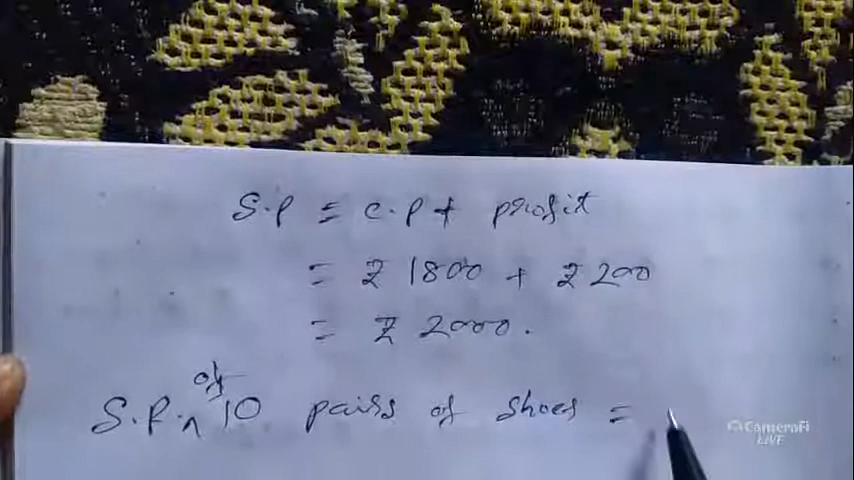 S.P = C.P + profit
= ₹ 1800 + ₹ 200
= ₹ 2000.
S.P. of 10 pairs of shoes =
CameraFi
LIVE